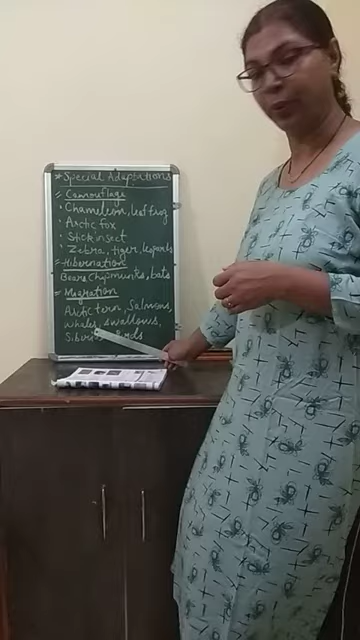 * Special Adaptations
= Camouflage
· Chameleon, leaf frog
· Arctic fox
· Stick insect
· Zebra, tiger, leopards
= Hibernation
Bears Chipmunks, bats
= Migration
Arctic tern, Salmons,
whales, swallows,